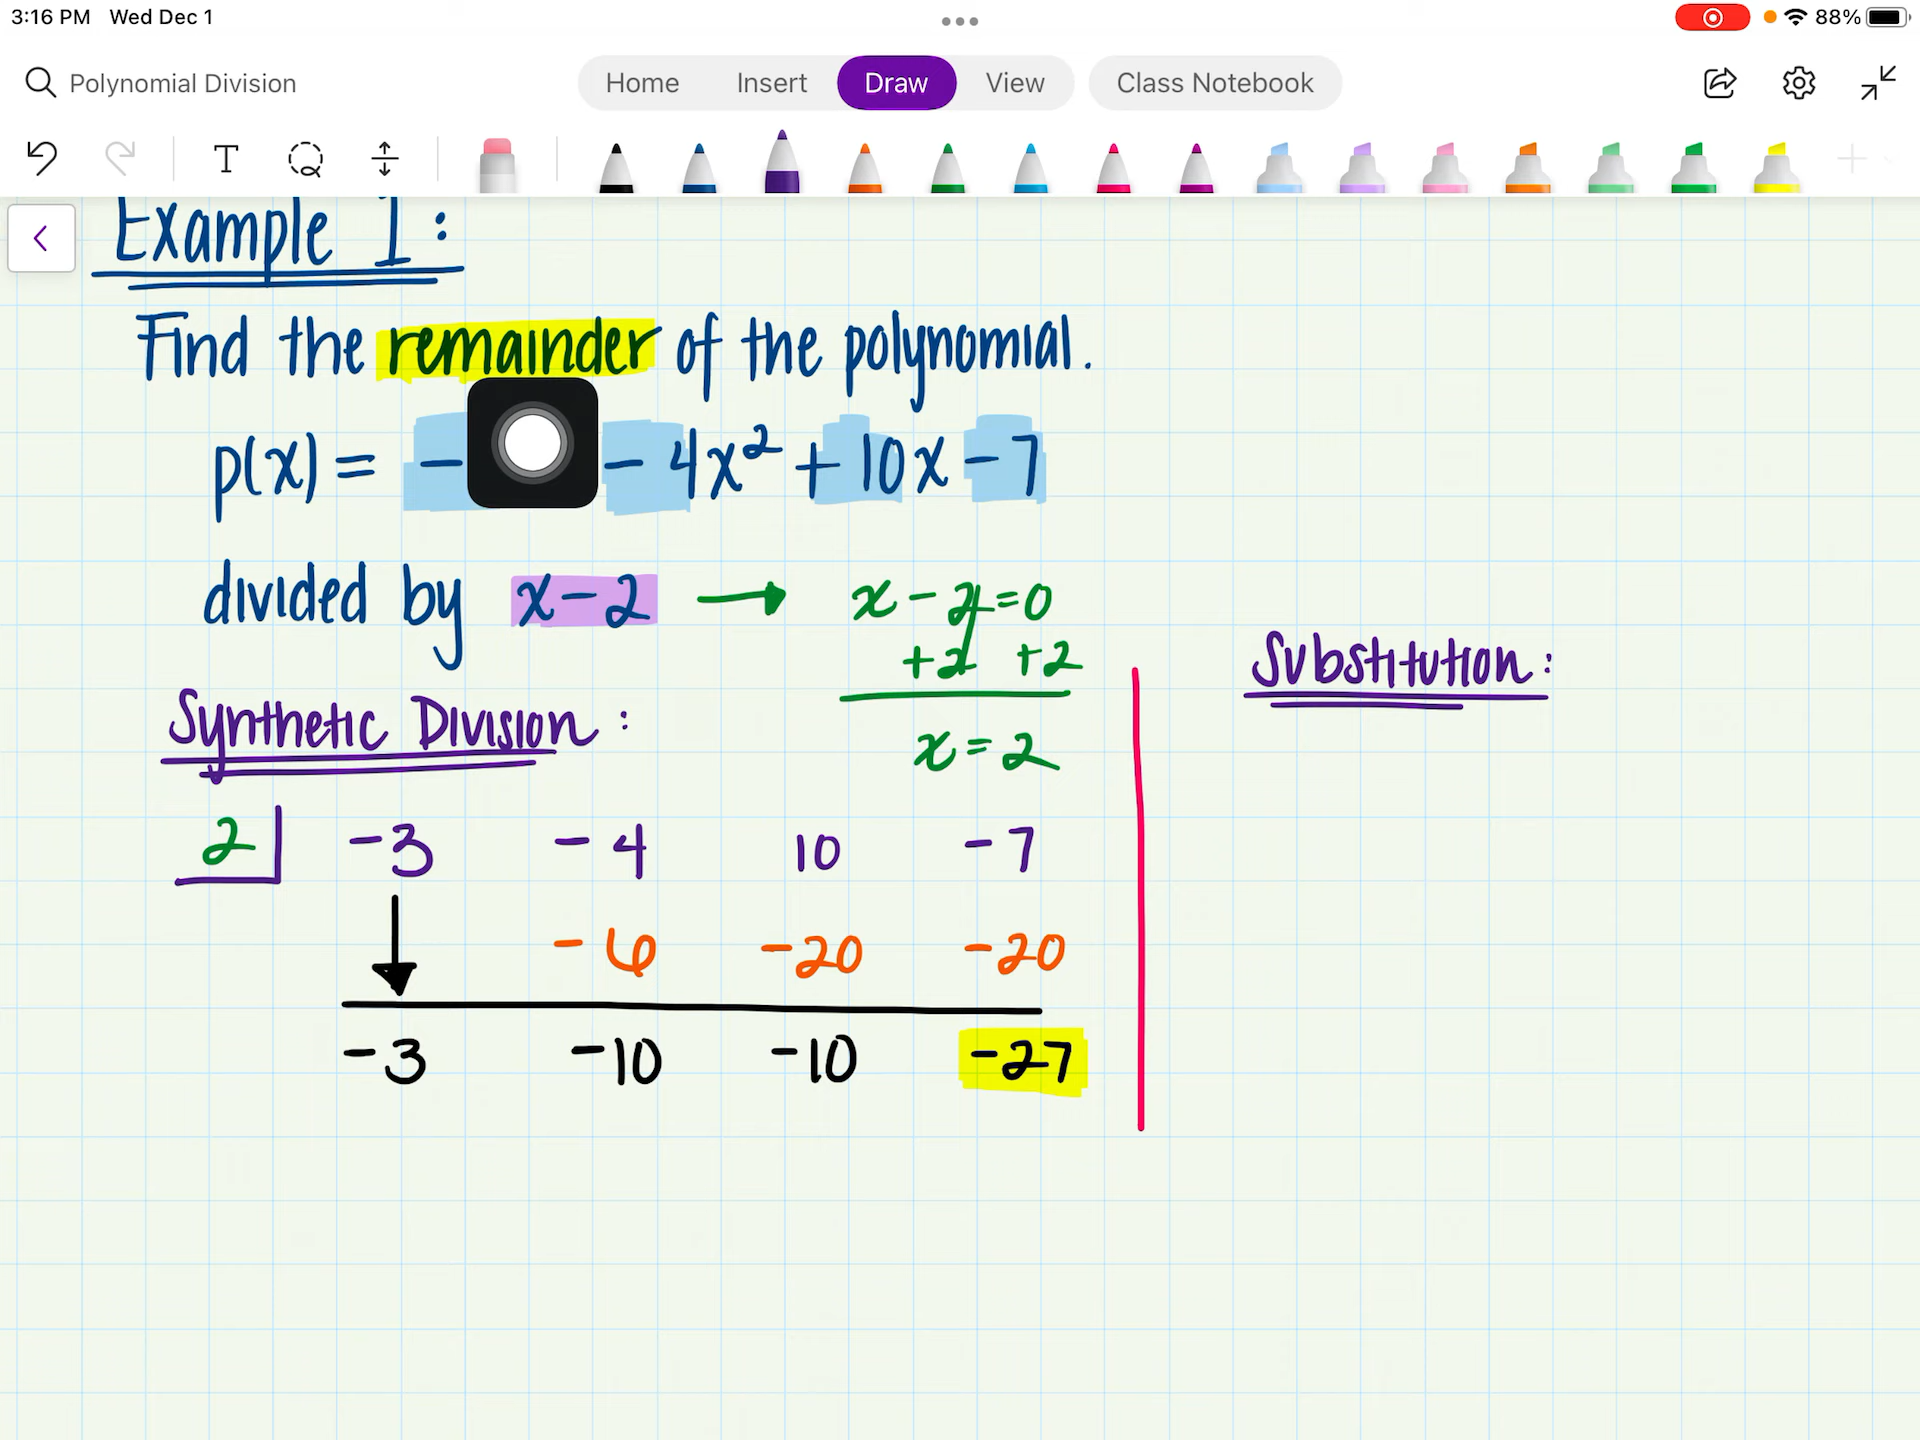 3:16 PM Wed Dec 1 88%
Polynomial Division Home Insert Draw View Class Notebook
T
Example 1:
Find the remainder of the polynomial.
p(x) = - - 4x² + 10x - 7
divided by x - 2 → x - 2 = 0
+2 +2
Substitution:
Synthetic Division:
x = 2
2 -3 -4 10 -7
-6 -20 -20
-3 -10 -10 -27